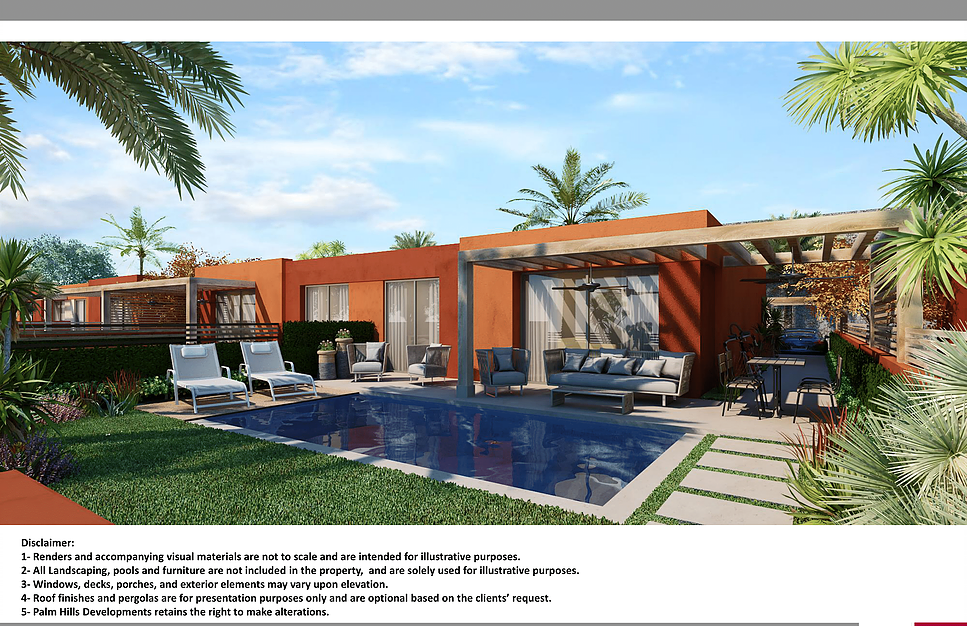 Disclaimer:
1- Renders and accompanying visual materials are not to scale and are intended for illustrative purposes.
2- All Landscaping, pools and furniture are not included in the property,  and are solely used for illustrative purposes.
3- Windows, decks, porches, and exterior elements may vary upon elevation.
4- Roof finishes and pergolas are for presentation purposes only and are optional based on the clients' request.
5- Palm Hills Developments retains the right to make alterations.